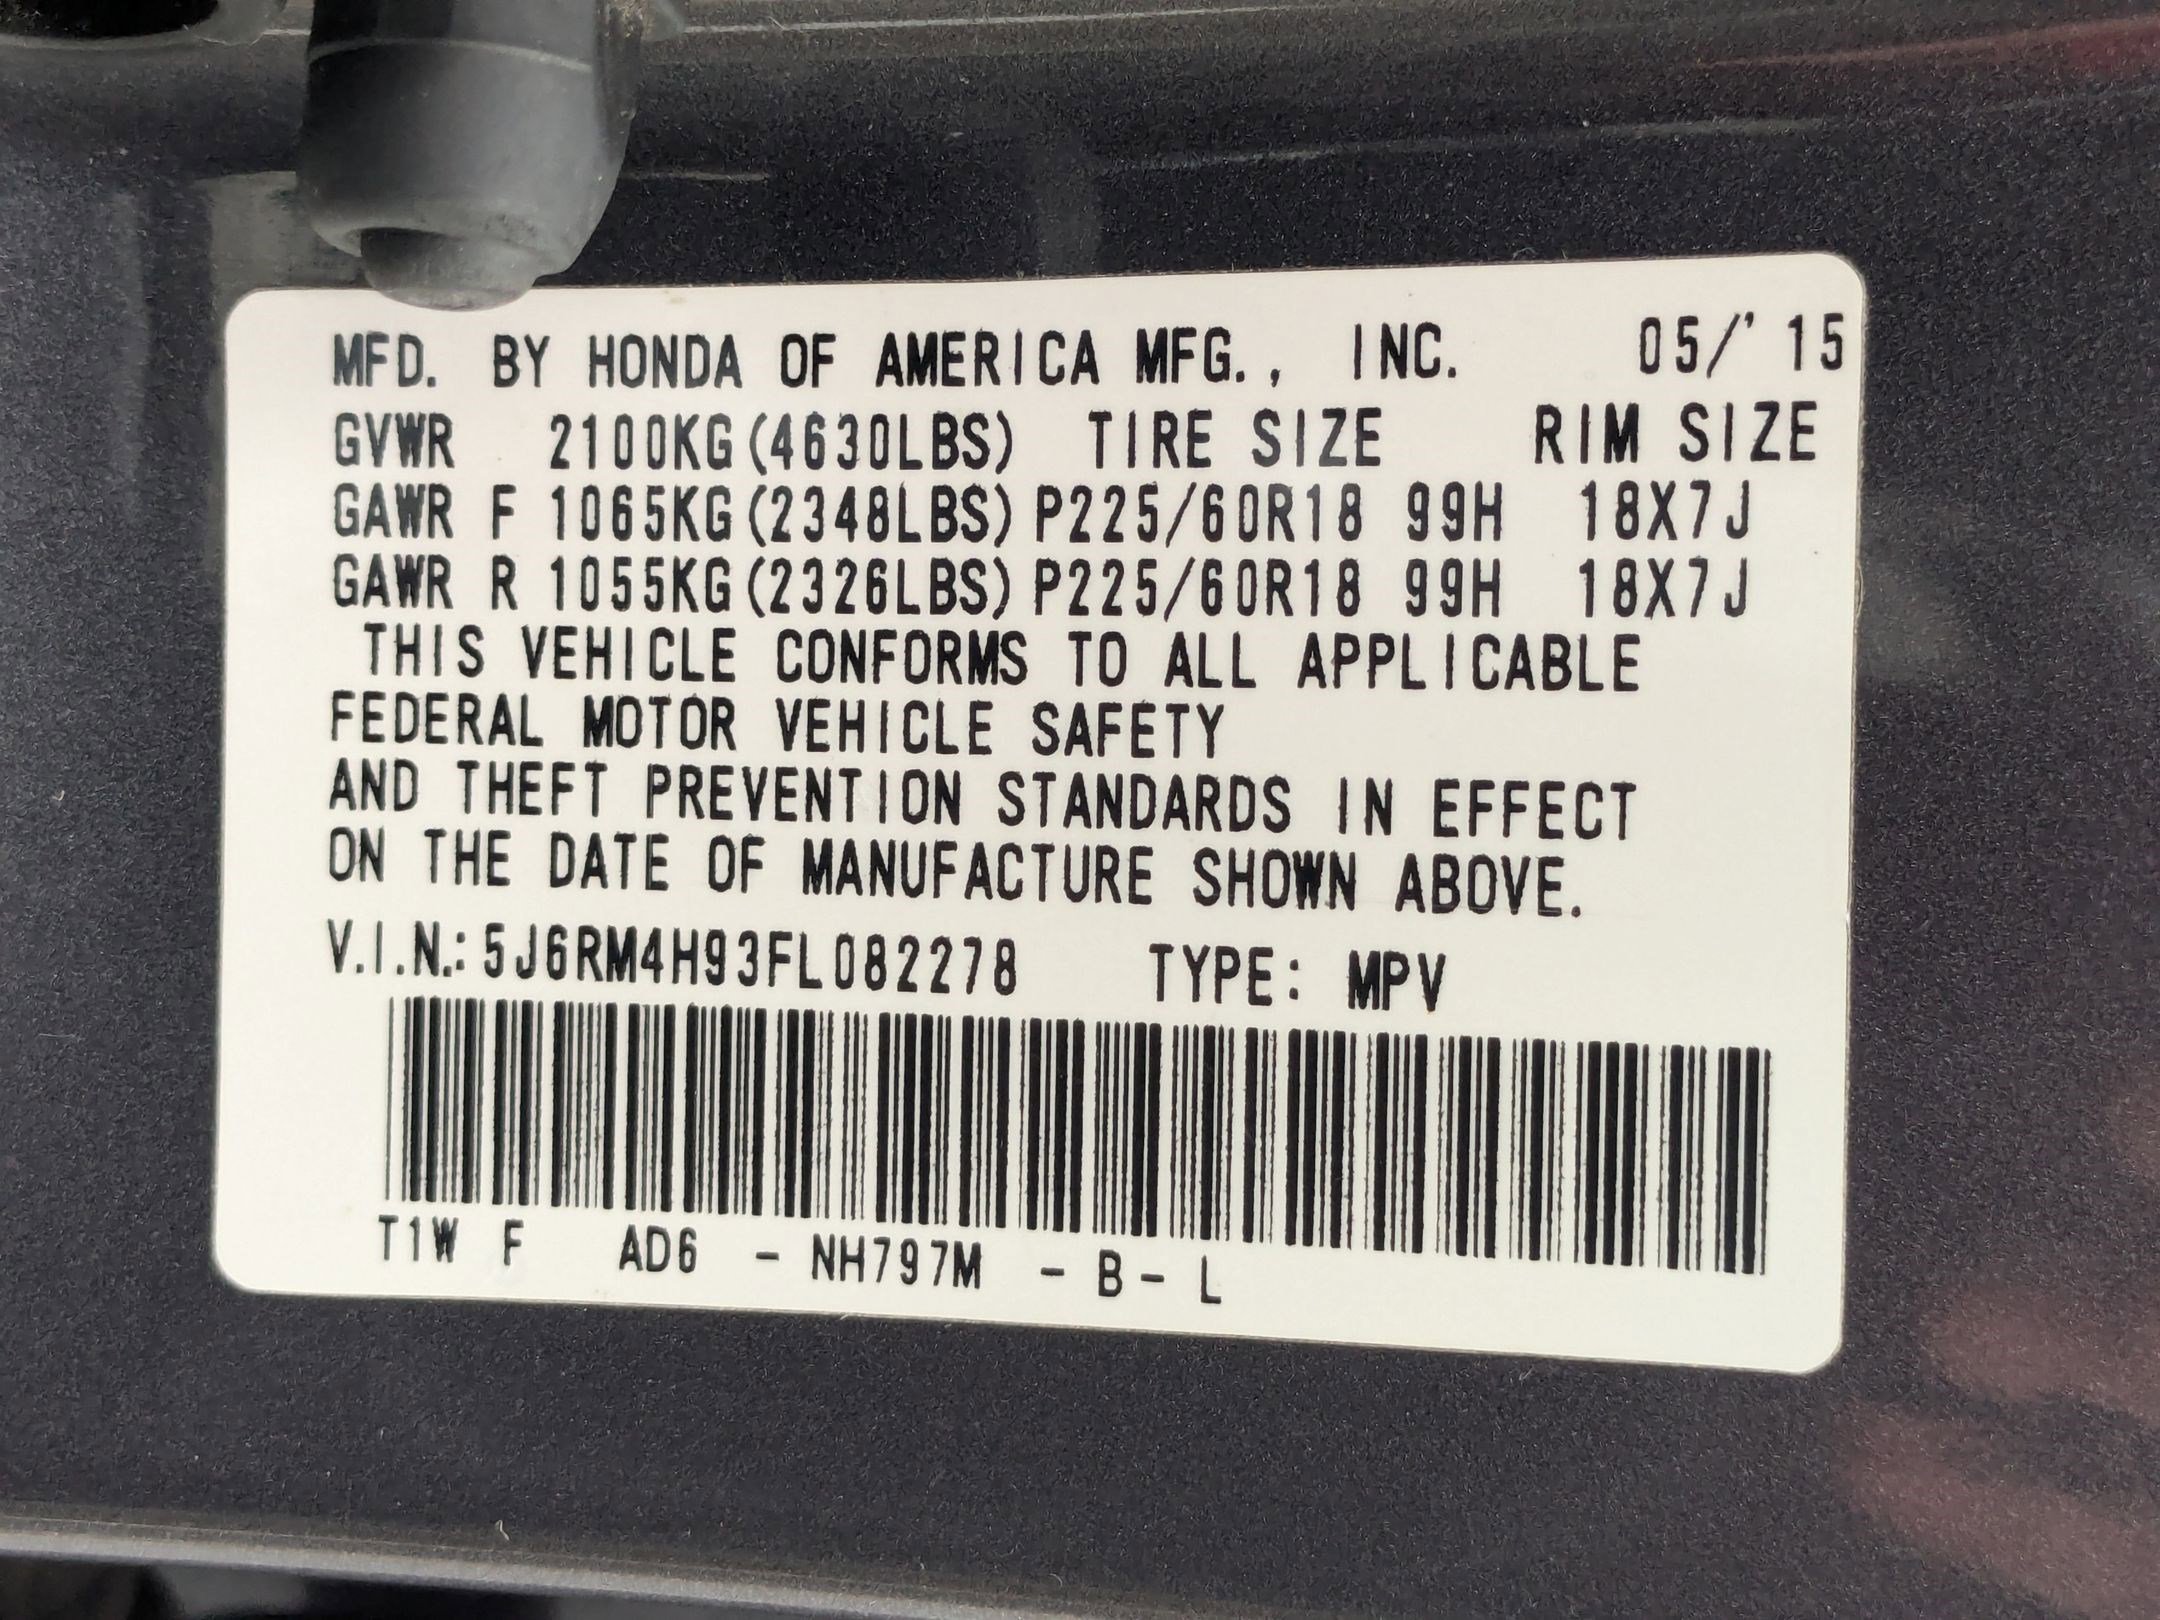 MFD. BY HONDA OF AMERICA MFG., INC. 05/'15
GVWR 2100KG(4630LBS) TIRE SIZE RIM SIZE
GAWR F 1065KG(2348LBS) P225/60R18 99H 18X7J
GAWR R 1055KG(2326LBS) P225/60R18 99H 18X7J
THIS VEHICLE CONFORMS TO ALL APPLICABLE
FEDERAL MOTOR VEHICLE SAFETY
AND THEFT PREVENTION STANDARDS IN EFFECT
ON THE DATE OF MANUFACTURE SHOWN ABOVE.
V.I.N.: 5J6RM4H93FL082278 TYPE: MPV
T1W F AD6 - NH797M - B - L